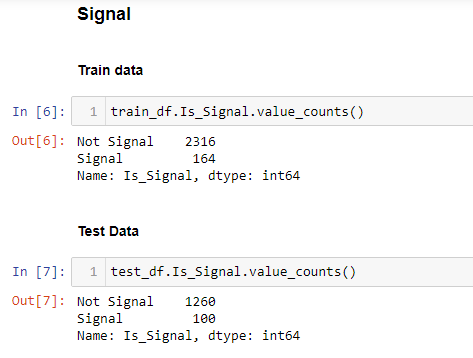 Signal
Train data
In [6]: 1 train_df.Is_Signal.value_counts()
Out[6]: Not Signal    2316
Signal         164
Name: Is_Signal, dtype: int64
Test Data
In [7]: 1 test_df.Is_Signal.value_counts()
Out[7]: Not Signal    1260
Signal         100
Name: Is_Signal, dtype: int64